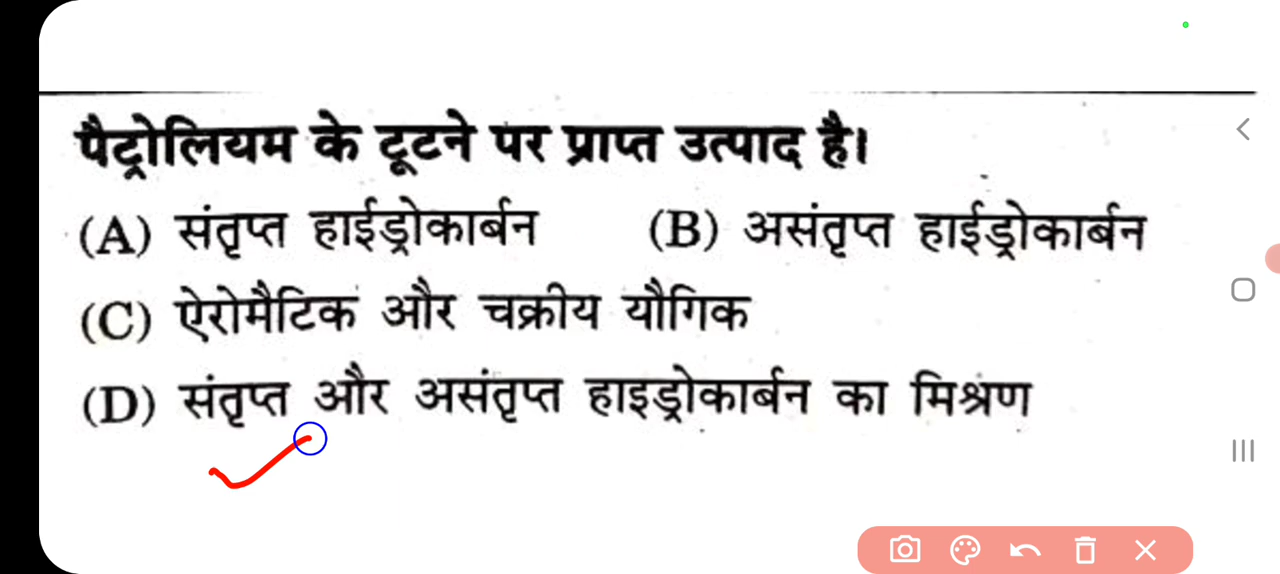 पैट्रोलियम के टूटने पर प्राप्त उत्पाद है।
(A) संतृप्त हाईड्रोकार्बन (B) असंतृप्त हाईड्रोकार्बन
(C) ऐरोमैटिक और चक्रीय यौगिक
(D) संतृप्त और असंतृप्त हाइड्रोकार्बन का मिश्रण